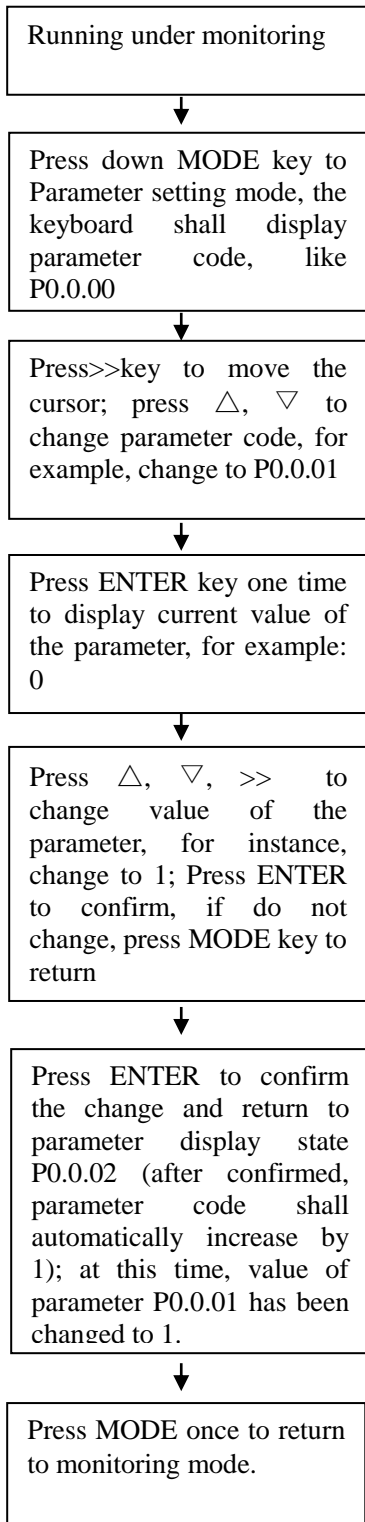 Running under monitoring
Press down MODE key to
Parameter setting mode, the
keyboard shall display
parameter code, like
P0.0.00
Press>>key to move the
cursor; press △, ▽ to
change parameter code, for
example, change to P0.0.01
Press ENTER key one time
to display current value of
the parameter, for example:
0
Press △, ▽, >> to
change value of the
parameter, for instance,
change to 1; Press ENTER
to confirm, if do not
change, press MODE key to
return
Press ENTER to confirm
the change and return to
parameter display state
P0.0.02 (after confirmed,
parameter code shall
automatically increase by
1); at this time, value of
parameter P0.0.01 has been
changed to 1.
Press MODE once to return
to monitoring mode.